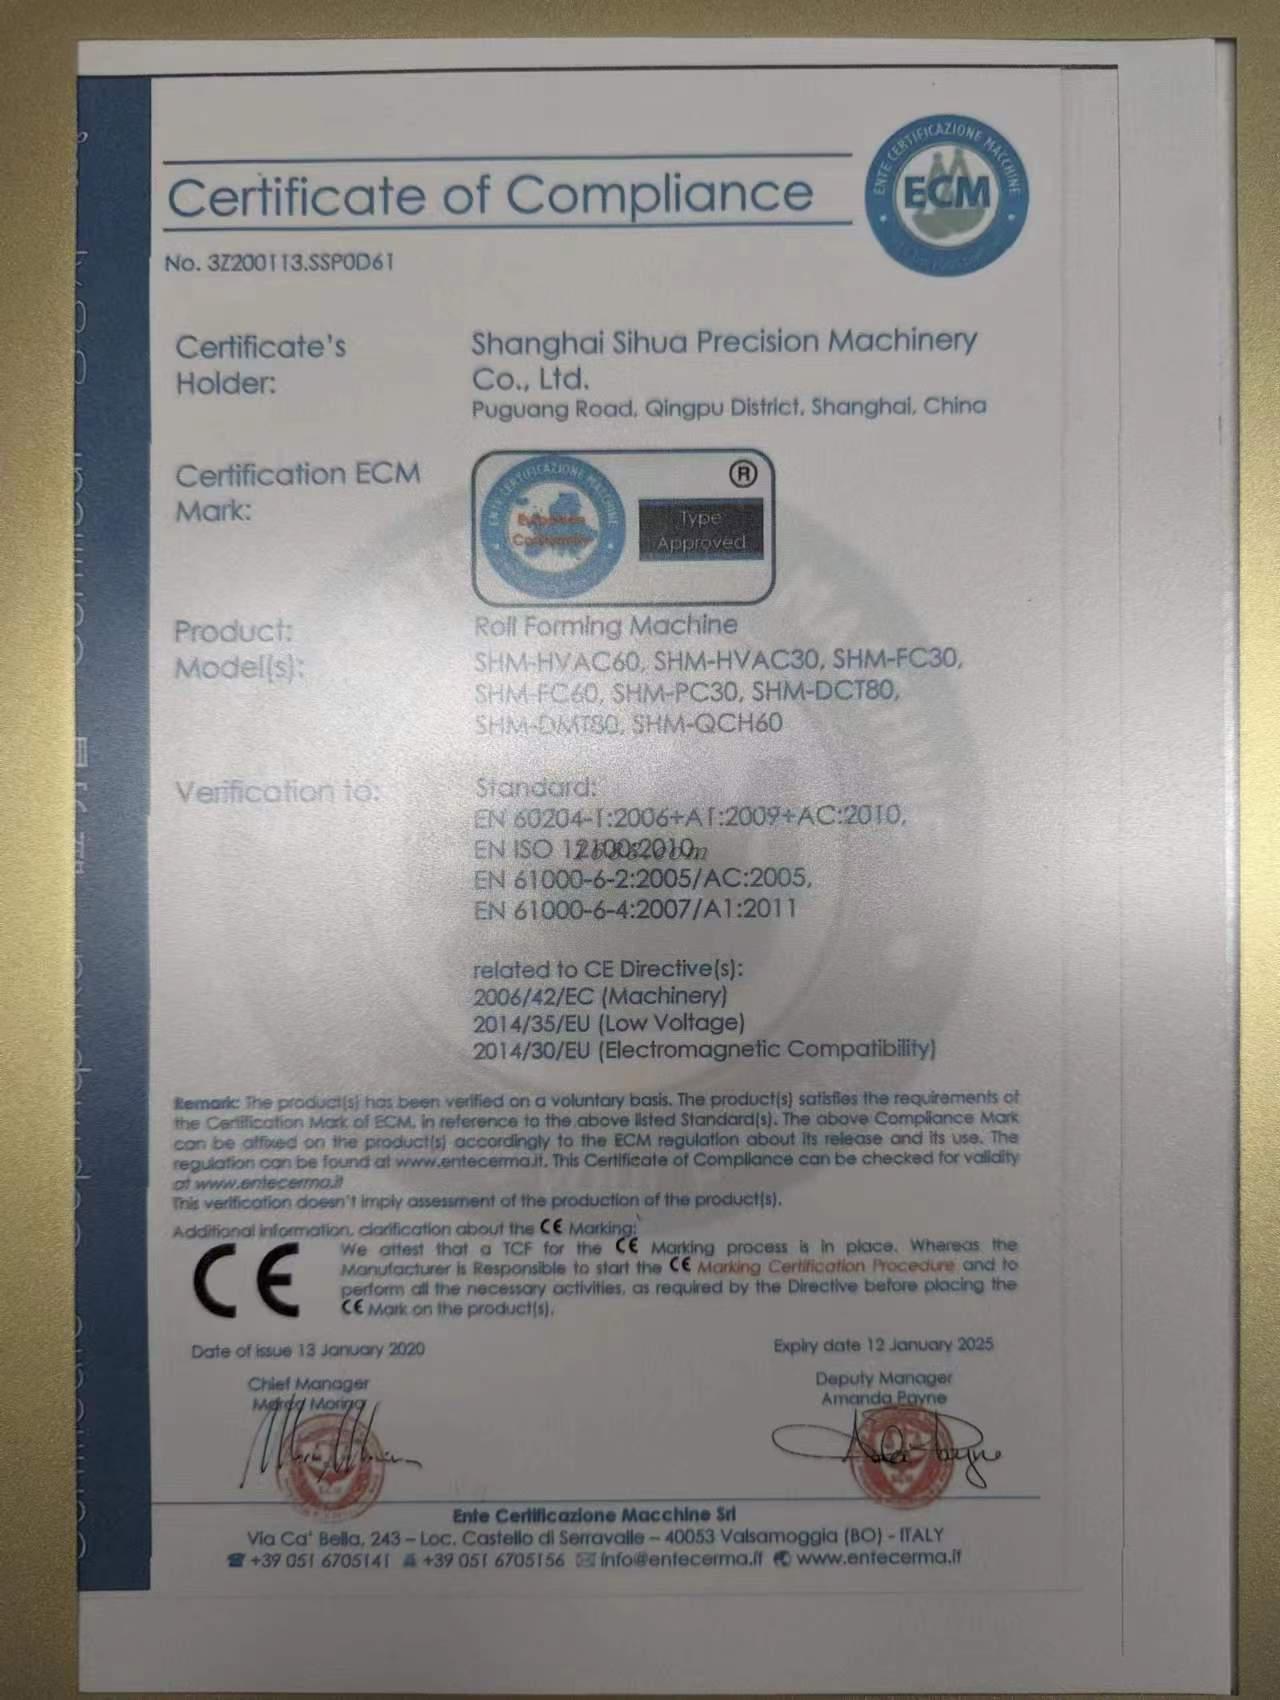 Certificate of Compliance
ENTE CERTIFICAZIONE MACCHINE
ECM
No. 3Z200113.SSP0D61
Certificate's
Holder:
Shanghai Sihua Precision Machinery
Co., Ltd.
Puguang Road, Qingpu District, Shanghai, China
Certification ECM
Mark:
ENTE CERTIFICAZIONE MACCHINE
European
Conformity
®
Type
Approved
Product:
Roll Forming Machine
Model(s):
SHM-HVAC60, SHM-HVAC30, SHM-FC30,
SHM-FC60, SHM-PC30, SHM-DCT80,
SHM-DMT80, SHM-QCH60
Verification to:
Standard:
EN 60204-1:2006+A1:2009+AC:2010,
EN ISO 12100:2010,
EN 61000-6-2:2005/AC:2005,
EN 61000-6-4:2007/A1:2011
related to CE Directive(s):
2006/42/EC (Machinery)
2014/35/EU (Low Voltage)
2014/30/EU (Electromagnetic Compatibility)
Remark: The product(s) has been verified on a voluntary basis. The product(s) satisfies the requirements of
the Certification Mark of ECM, in reference to the above listed Standard(s). The above Compliance Mark
can be affixed on the product(s) accordingly to the ECM regulation about its release and its use. The
regulation can be found at www.entecerma.it. This Certificate of Compliance can be checked for validity
at www.entecerma.it
This verification doesn't imply assessment of the production of the product(s).
Additional information, clarification about the CE Marking:
CE
We attest that a TCF for the CE Marking process is in place. Whereas the
Manufacturer is Responsible to start the CE Marking Certification Procedure and to
perform all the necessary activities, as required by the Directive before placing the
CE Mark on the product(s).
Date of issue 13 January 2020
Expiry date 12 January 2025
Chief Manager
Deputy Manager
Amanda Payne
Ente Certificazione Macchine Srl
Via Ca' Bella, 243 – Loc. Castello di Serravalle – 40053 Valsamoggia (BO) - ITALY
+39 051 6705141 +39 051 6705156 info@entecerma.it www.entecerma.it